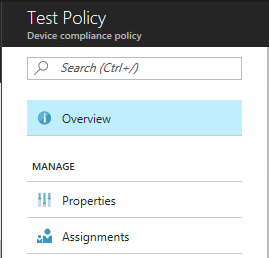 Test Policy
Device compliance policy
Search (Ctrl+/)
Overview
MANAGE
Properties
Assignments